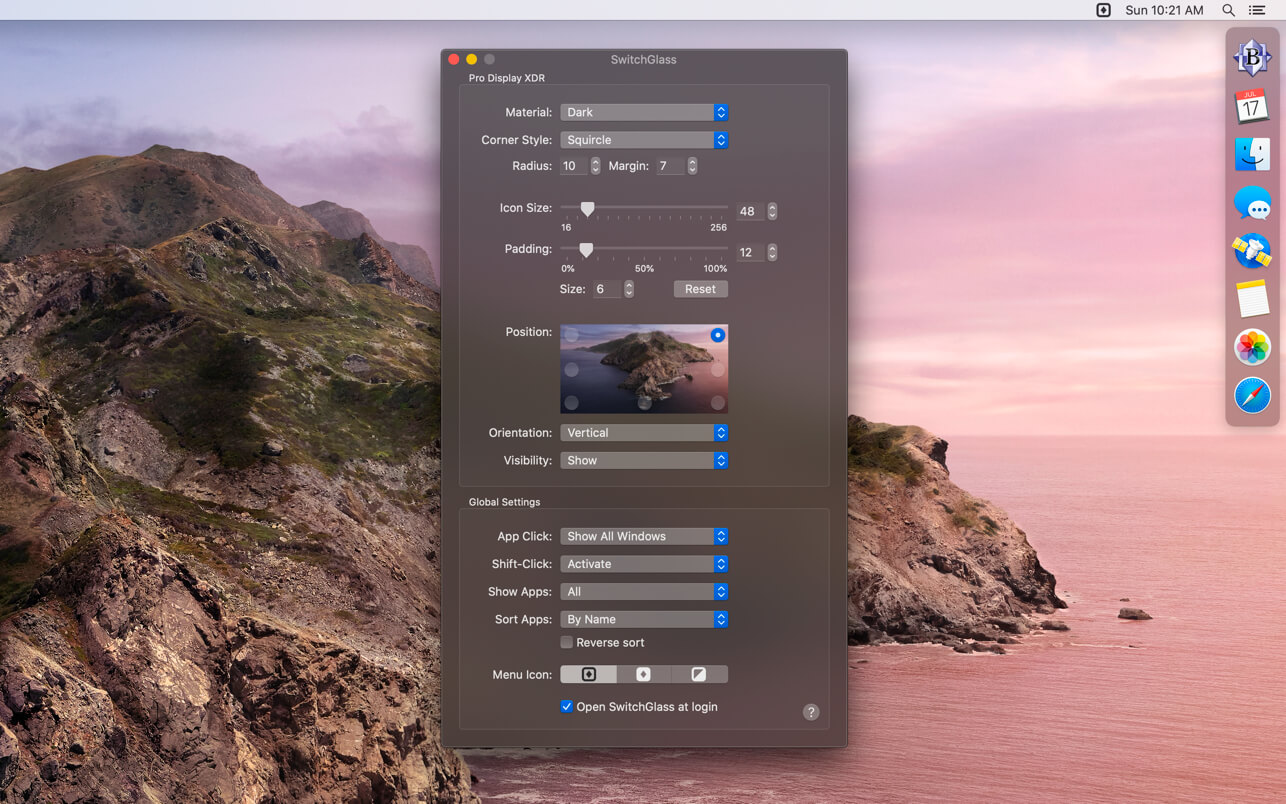 Sun 10:21 AM
SwitchGlass
Pro Display XDR
Material: Dark
Corner Style: Squircle
Radius: 10 Margin: 7
Icon Size: 48
16 256
Padding: 12
0% 50% 100%
Size: 6 Reset
Position:
Orientation: Vertical
Visibility: Show
Global Settings
App Click: Show All Windows
Shift-Click: Activate
Show Apps: All
Sort Apps: By Name
Reverse sort
Menu Icon:
Open SwitchGlass at login
?
B
JUL
17